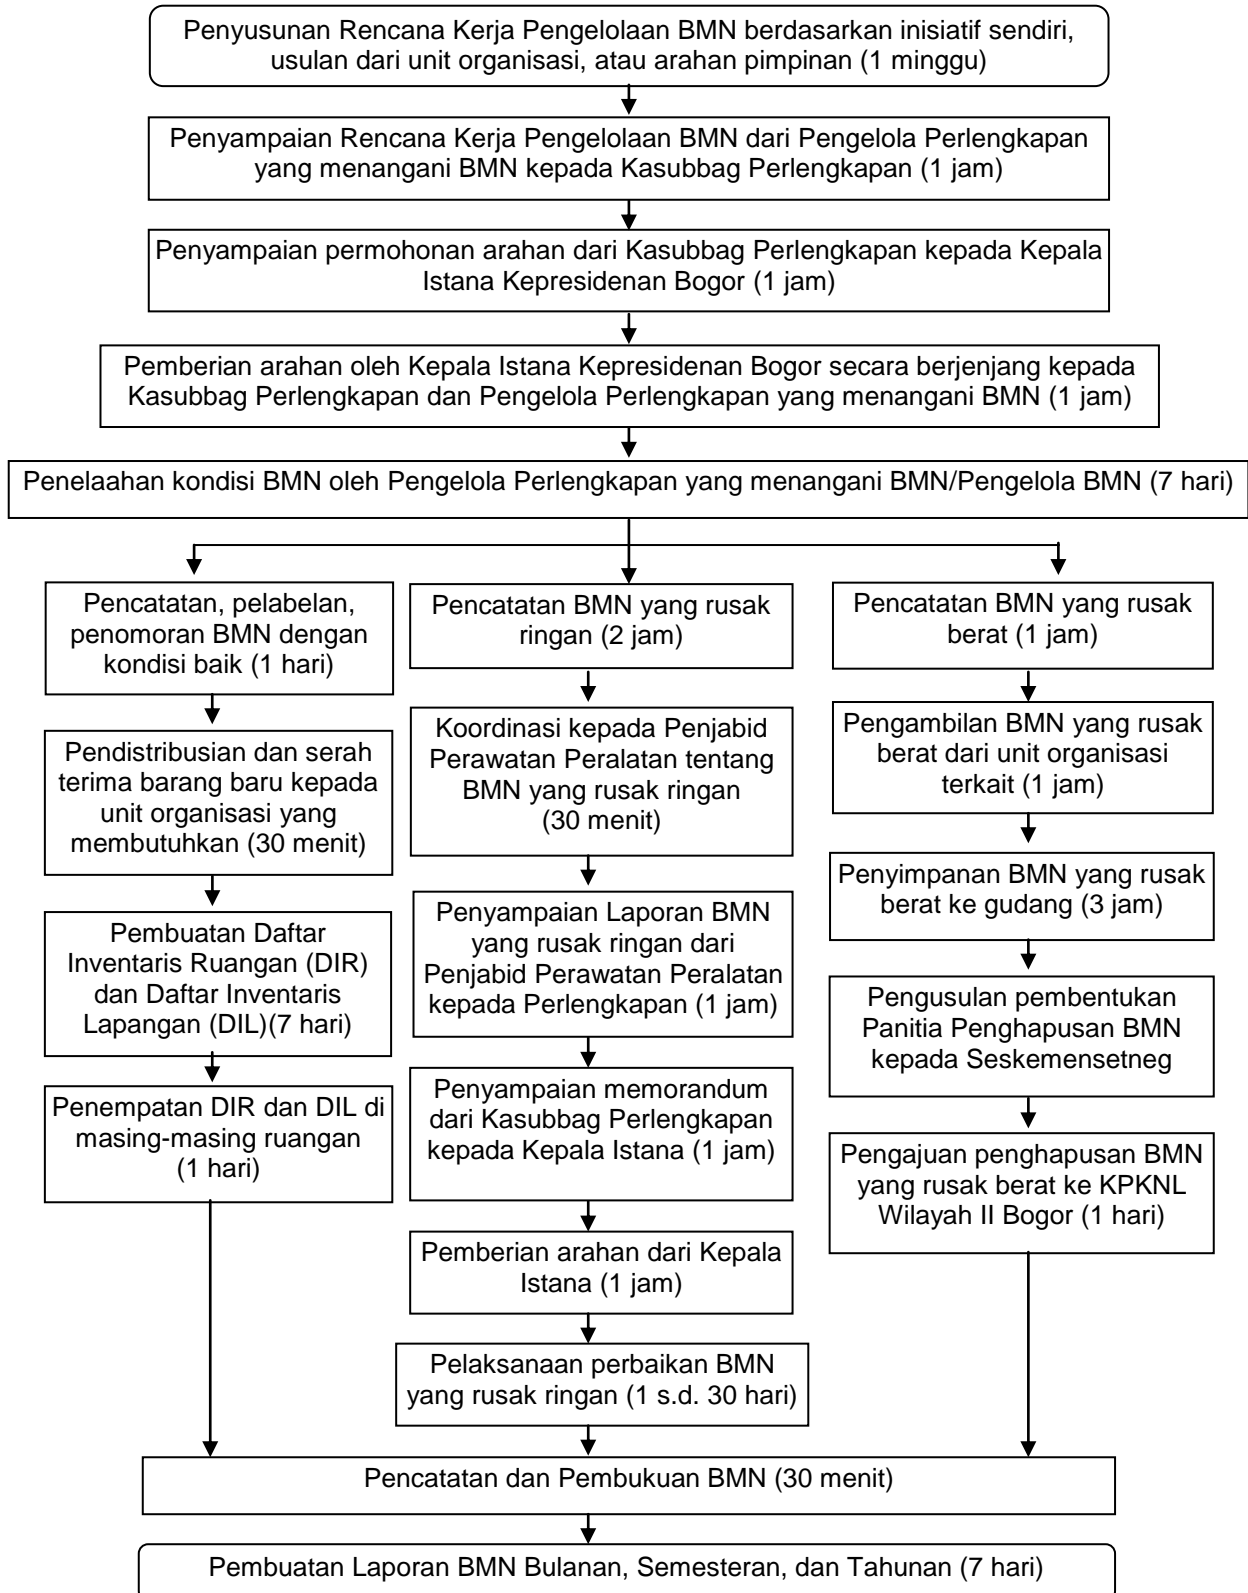 Penyusunan Rencana Kerja Pengelolaan BMN berdasarkan inisiatif sendiri,
usulan dari unit organisasi, atau arahan pimpinan (1 minggu)
Penyampaian Rencana Kerja Pengelolaan BMN dari Pengelola Perlengkapan
yang menangani BMN kepada Kasubbag Perlengkapan (1 jam)
Penyampaian permohonan arahan dari Kasubbag Perlengkapan kepada Kepala
Istana Kepresidenan Bogor (1 jam)
Pemberian arahan oleh Kepala Istana Kepresidenan Bogor secara berjenjang kepada
Kasubbag Perlengkapan dan Pengelola Perlengkapan yang menangani BMN (1 jam)
Penelaahan kondisi BMN oleh Pengelola Perlengkapan yang menangani BMN/Pengelola BMN (7 hari)
Pencatatan, pelabelan,
penomoran BMN dengan
kondisi baik (1 hari)
Pendistribusian dan serah
terima barang baru kepada
unit organisasi yang
membutuhkan (30 menit)
Pembuatan Daftar
Inventaris Ruangan (DIR)
dan Daftar Inventaris
Lapangan (DIL)(7 hari)
Penempatan DIR dan DIL di
masing-masing ruangan
(1 hari)
Pencatatan BMN yang rusak
ringan (2 jam)
Koordinasi kepada Penjabid
Perawatan Peralatan tentang
BMN yang rusak ringan
(30 menit)
Penyampaian Laporan BMN
yang rusak ringan dari
Penjabid Perawatan Peralatan
kepada Perlengkapan (1 jam)
Penyampaian memorandum
dari Kasubbag Perlengkapan
kepada Kepala Istana (1 jam)
Pemberian arahan dari Kepala
Istana (1 jam)
Pelaksanaan perbaikan BMN
yang rusak ringan (1 s.d. 30 hari)
Pencatatan BMN yang rusak
berat (1 jam)
Pengambilan BMN yang rusak
berat dari unit organisasi
terkait (1 jam)
Penyimpanan BMN yang rusak
berat ke gudang (3 jam)
Pengusulan pembentukan
Panitia Penghapusan BMN
kepada Seskemensetneg
Pengajuan penghapusan BMN
yang rusak berat ke KPKNL
Wilayah II Bogor (1 hari)
Pencatatan dan Pembukuan BMN (30 menit)
Pembuatan Laporan BMN Bulanan, Semesteran, dan Tahunan (7 hari)